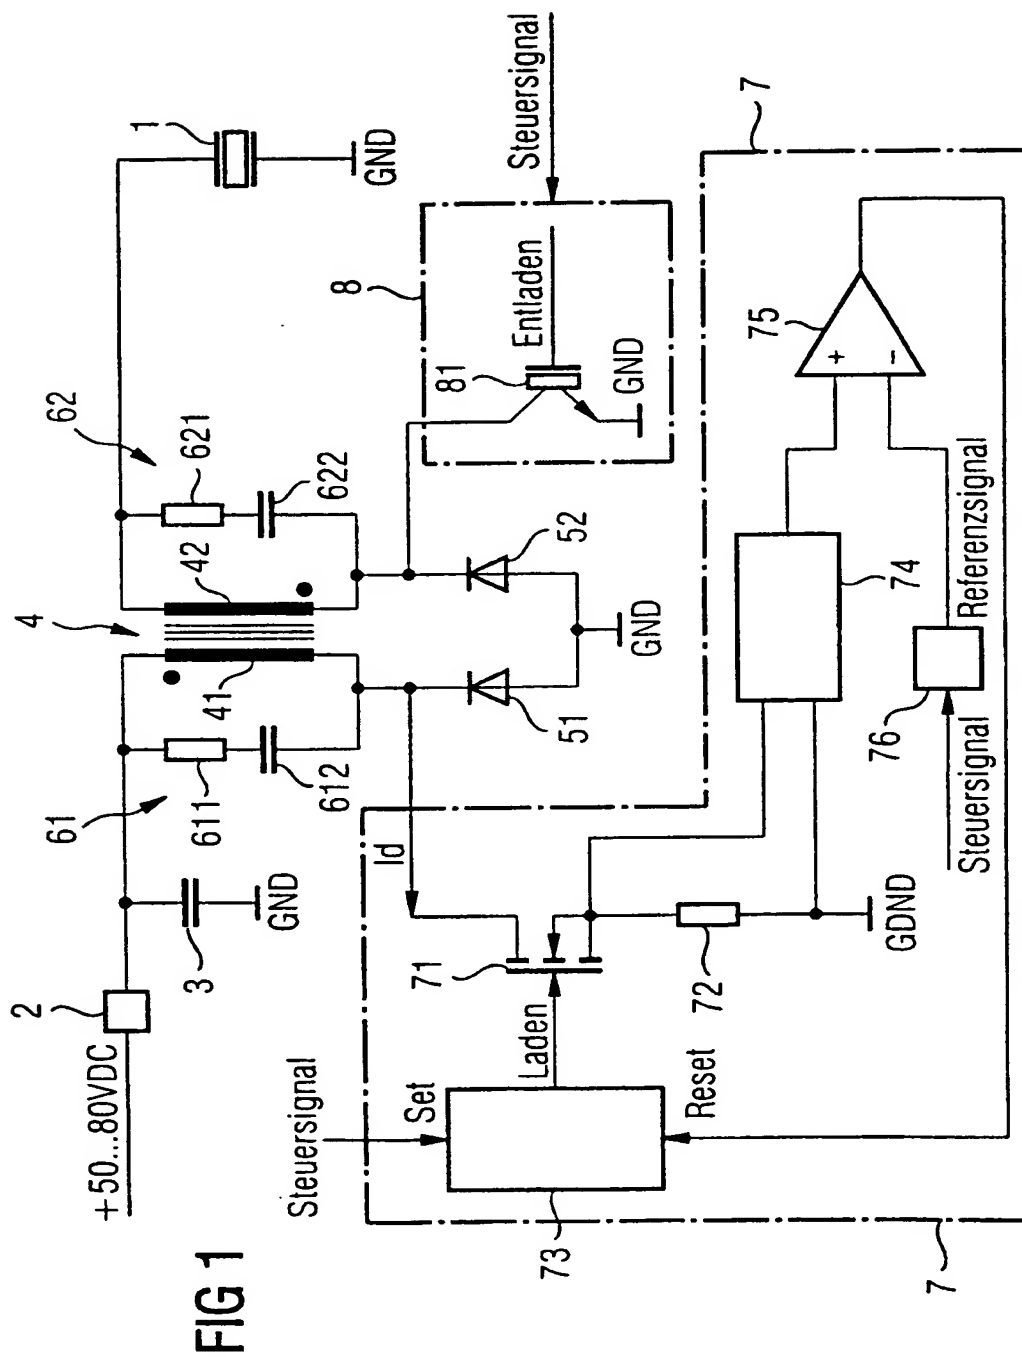 FIG 1
+50...80VDC
2
3
GND
61
611
612
4
41
42
62
621
622
1
GND
51
52
GND
8
81
Entladen
GND
Steuersignal
7
Id
71
Laden
72
GDND
Steuersignal
Set
73
Reset
74
75
+
-
76
Referenzsignal
Steuersignal
7